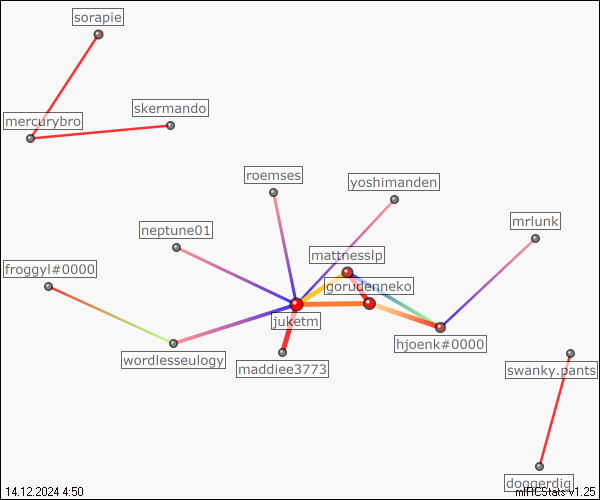 sorapie
skermando
mercurybro
roemses
yoshimanden
mrlunk
neptune01
mattnesslp
froggyl#0000
gorudenneko
juketm
hjoenk#0000
wordlesseulogy
maddiee3773
swanky.pants
doggerdig
14.12.2024 4:50
mIRCStats v1.25